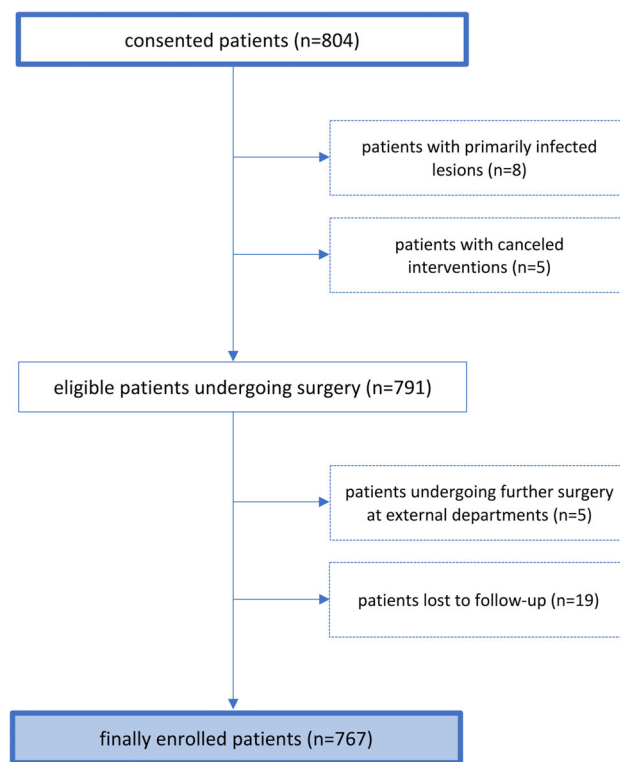 consented patients (n=804)
patients with primarily infected
lesions (n=8)
patients with canceled
interventions (n=5)
eligible patients undergoing surgery (n=791)
patients undergoing further surgery
at external departments (n=5)
patients lost to follow-up (n=19)
finally enrolled patients (n=767)